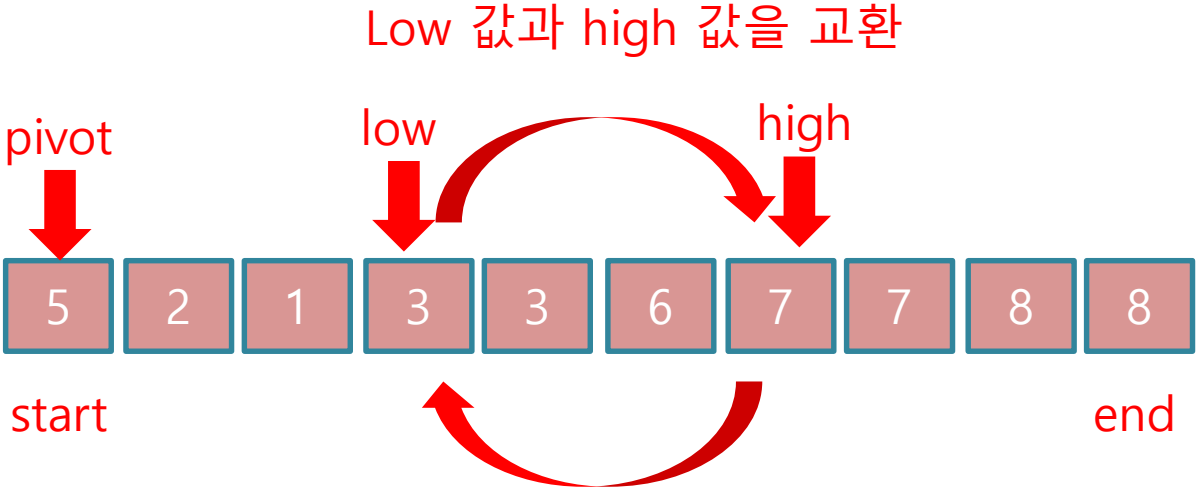 Low 값과 high 값을 교환
pivot
low
high
5 2 1 3 3 6 7 7 8 8
start
end